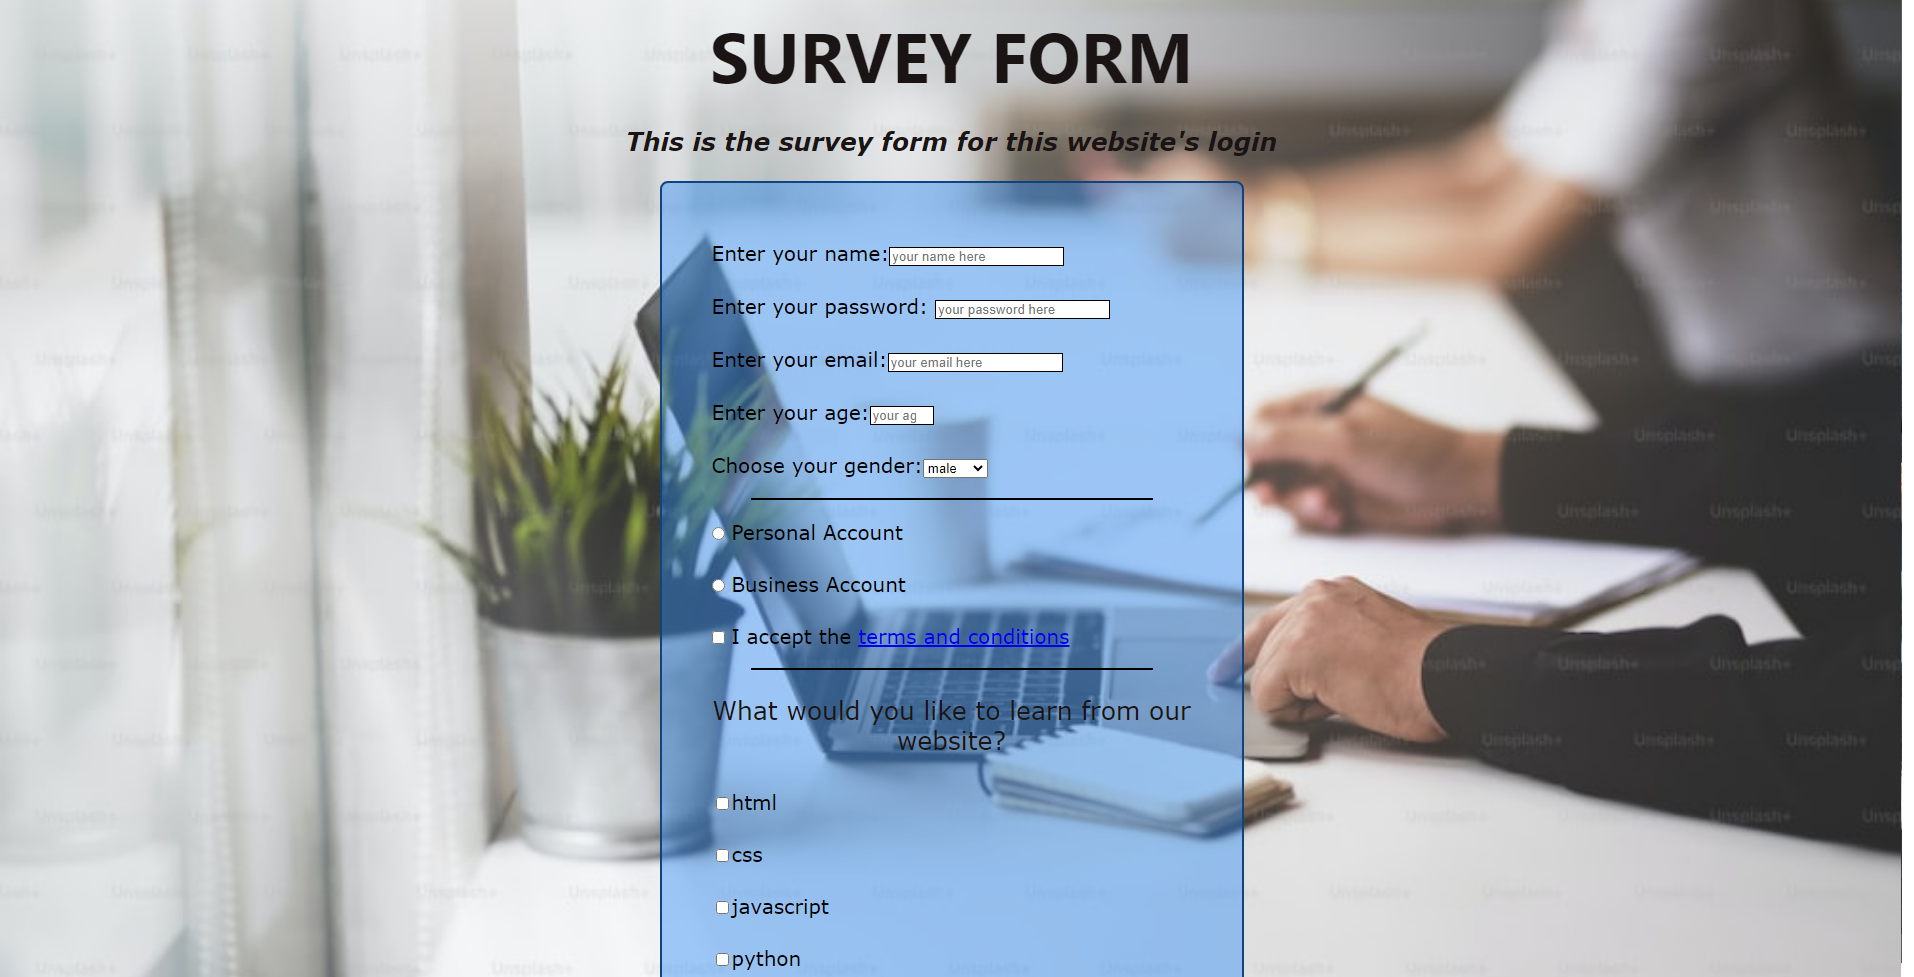 SURVEY FORM
This is the survey form for this website's login
Enter your name: your name here
Enter your password: your password here
Enter your email: your email here
Enter your age: your ag
Choose your gender: male
Personal Account
Business Account
I accept the terms and conditions
What would you like to learn from our
website?
html
css
javascript
python
Unsplash+